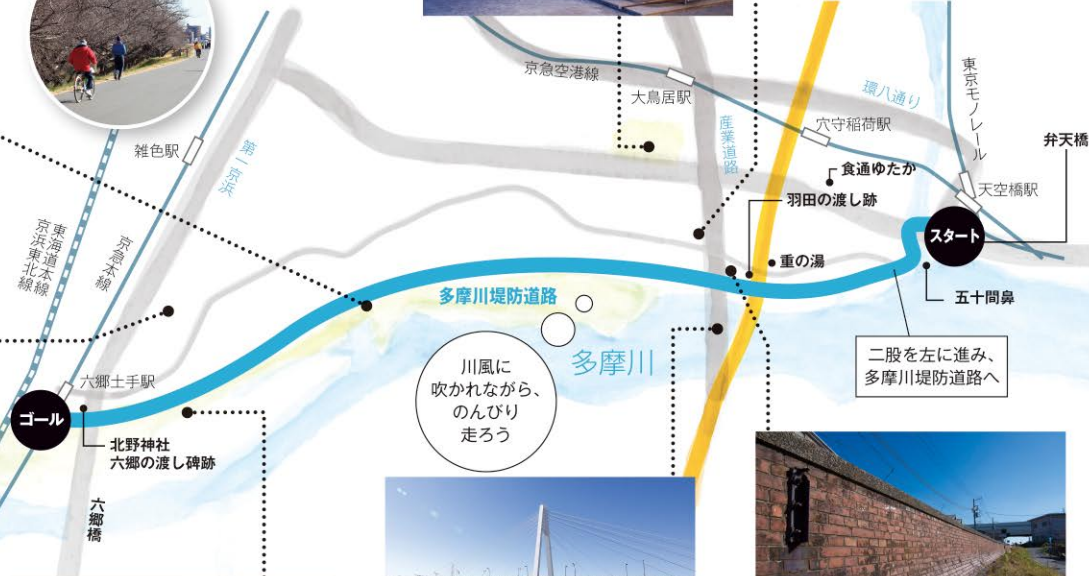 京急空港線
大鳥居駅
環八通り
東京モノレール
産業道路
穴守稲荷駅
弁天橋
雑色駅
第一京浜
食通ゆたか
天空橋駅
羽田の渡し跡
スタート
東海道本線
京浜東北線
京急本線
重の湯
多摩川堤防道路
五十間鼻
多摩川
二股を左に進み、
多摩川堤防道路へ
川風に
吹かれながら、
のんびり
走ろう
六郷土手駅
ゴール
北野神社
六郷の渡し碑跡
六郷橋